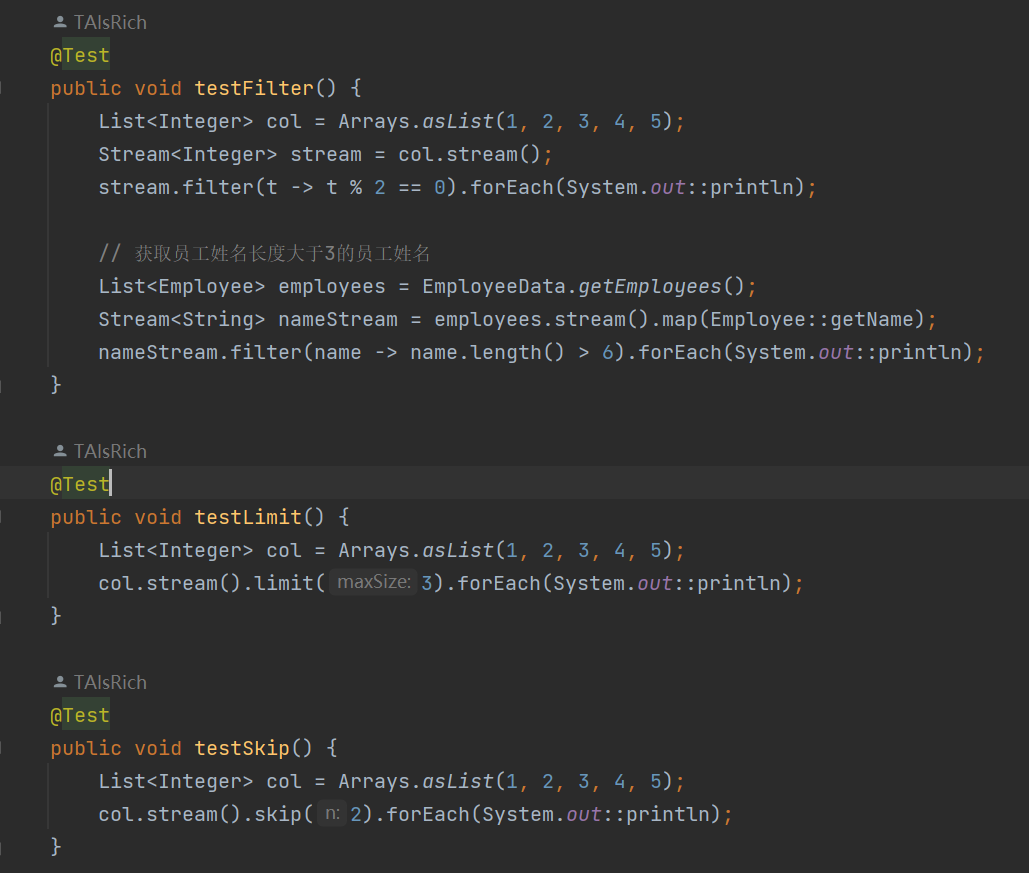 TAIsRich
@Test
public void testFilter() {
List<Integer> col = Arrays.asList(1, 2, 3, 4, 5);
Stream<Integer> stream = col.stream();
stream.filter(t -> t % 2 == 0).forEach(System.out::println);
// 获取员工姓名长度大于3的员工姓名
List<Employee> employees = EmployeeData.getEmployees();
Stream<String> nameStream = employees.stream().map(Employee::getName);
nameStream.filter(name -> name.length() > 6).forEach(System.out::println);
}
TAIsRich
@Test
public void testLimit() {
List<Integer> col = Arrays.asList(1, 2, 3, 4, 5);
col.stream().limit( maxSize: 3).forEach(System.out::println);
}
TAIsRich
@Test
public void testSkip() {
List<Integer> col = Arrays.asList(1, 2, 3, 4, 5);
col.stream().skip( n: 2).forEach(System.out::println);
}